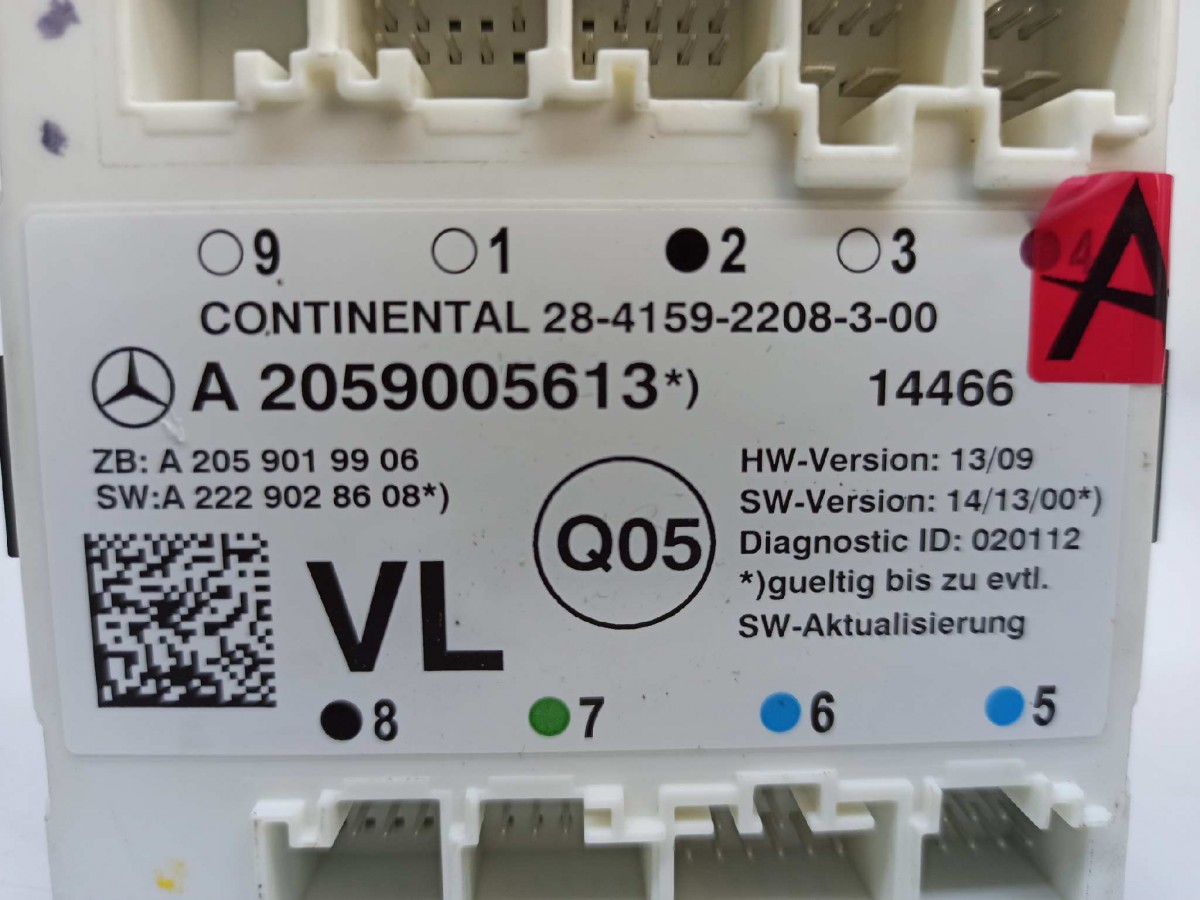 9 1 2 3 4
A
CONTINENTAL 28-4159-2208-3-00
A 2059005613*) 14466
ZB: A 205 901 99 06
SW:A 222 902 86 08*)
HW-Version: 13/09
SW-Version: 14/13/00*)
Diagnostic ID: 020112
*)gueltig bis zu evtl.
SW-Aktualisierung
Q05
VL
8 7 6 5